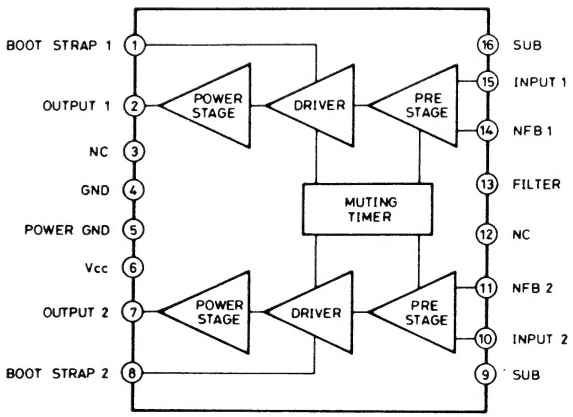 BOOT STRAP 1
1
16
SUB
15
INPUT 1
OUTPUT 1
2
POWER
STAGE
DRIVER
PRE
STAGE
14
NFB 1
NC
3
GND
4
MUTING
TIMER
13
FILTER
POWER GND
5
12
NC
Vcc
6
11
NFB 2
OUTPUT 2
7
POWER
STAGE
DRIVER
PRE
STAGE
10
INPUT 2
BOOT STRAP 2
8
9
SUB